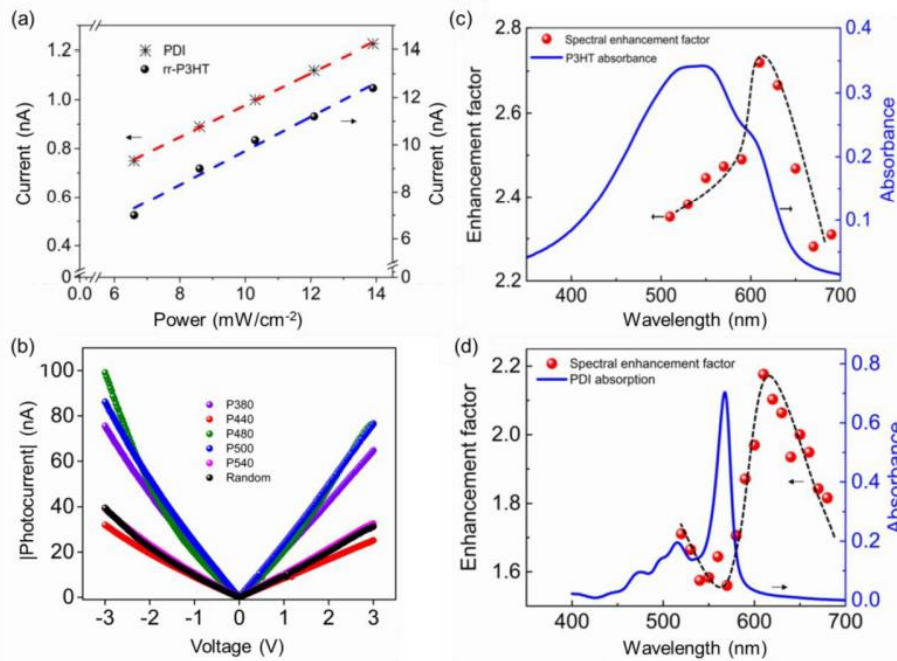 (a)
PDI
rr-P3HT
Current (nA)
1.2
1.0
0.8
0.6
0.4
0
14
12
10
8
6
0
Current (nA)
0.0 6 8 10 12 14
Power (mW/cm⁻²)
(b)
|Photocurrent| (nA)
100
80
60
40
20
0
P380
P440
P480
P500
P540
Random
-3 -2 -1 0 1 2 3
Voltage (V)
(c)
Spectral enhancement factor
P3HT absorbance
Enhancement factor
2.8
2.6
2.4
2.2
0.4
0.3
0.2
0.1
Absorbance
400 500 600 700
Wavelength (nm)
(d)
Spectral enhancement factor
PDI absorption
Enhancement factor
2.2
2.0
1.8
1.6
0.8
0.6
0.4
0.2
0.0
Absorbance
400 500 600 700
Wavelength (nm)